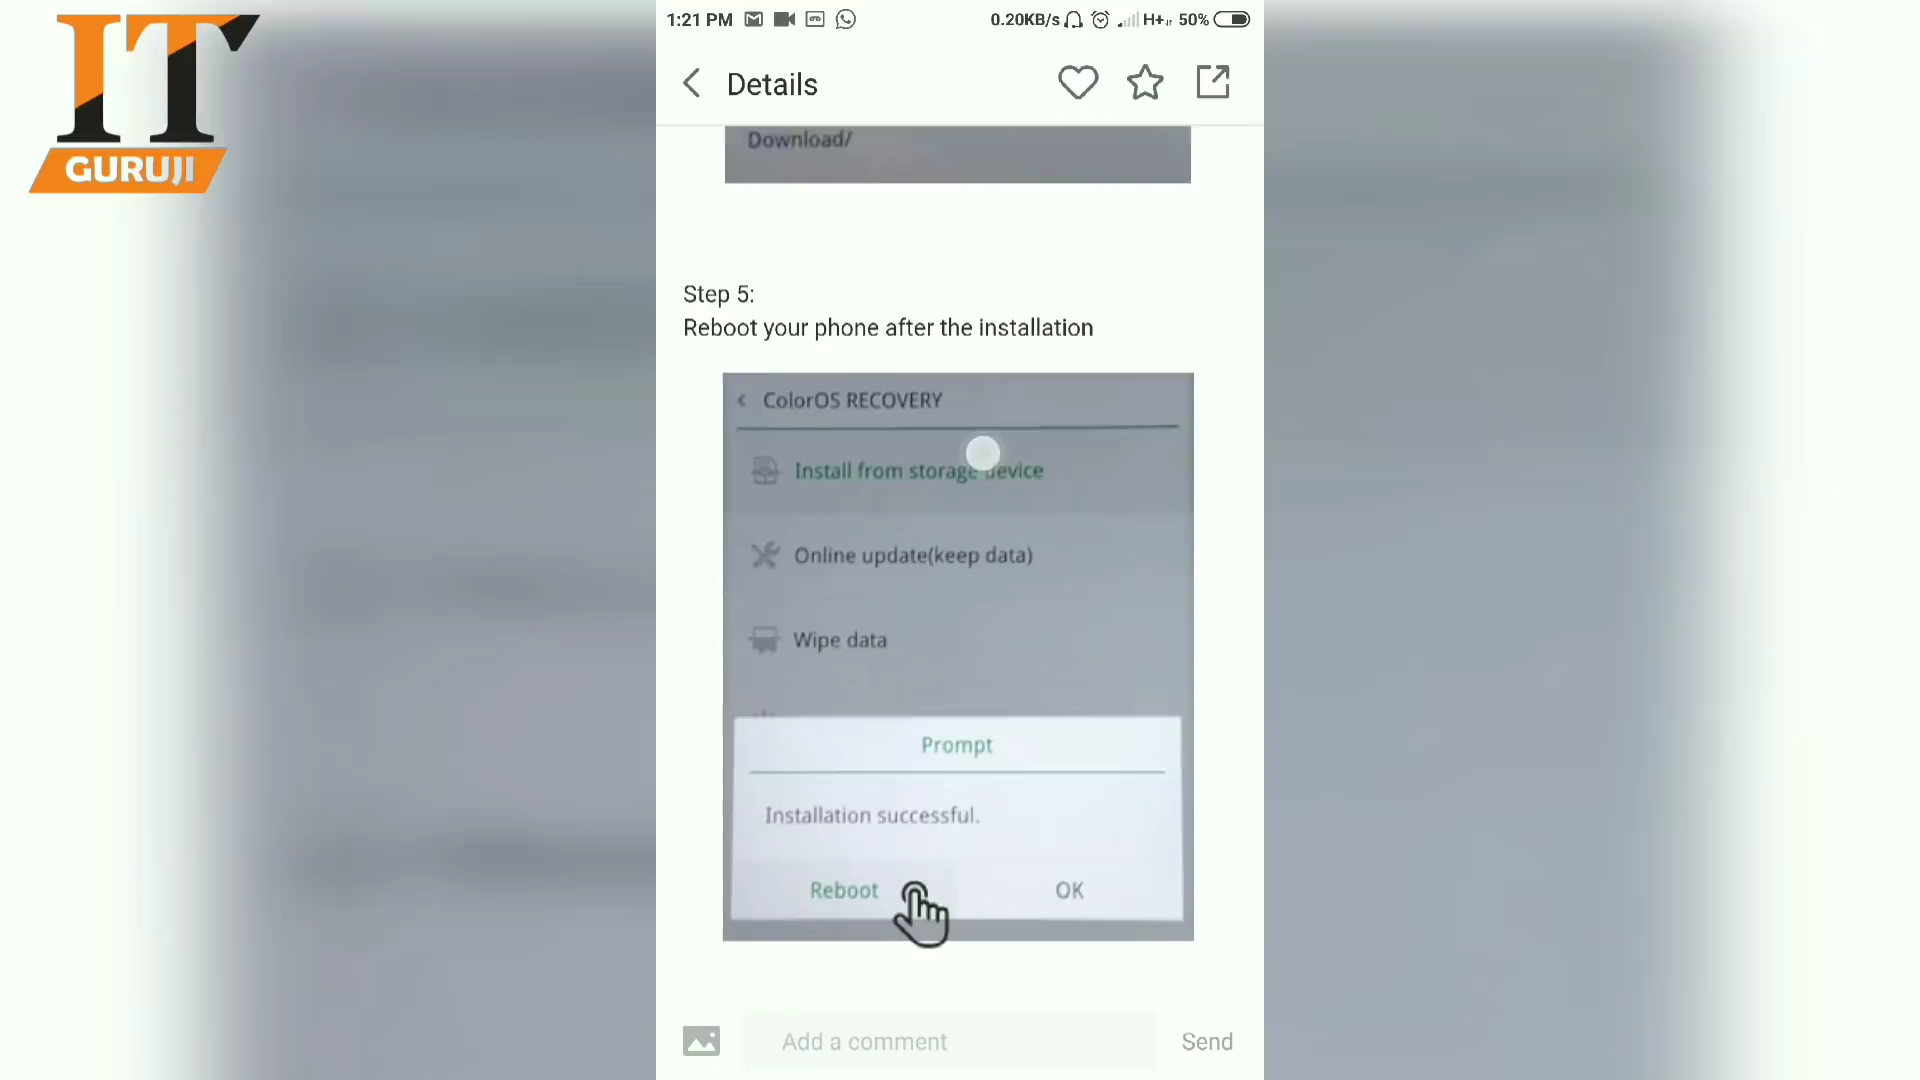 IT
GURUJI
1:21 PM
0.20KB/s H+ 50%
Details
Download/
Step 5:
Reboot your phone after the installation
ColorOS RECOVERY
Install from storage device
Online update(keep data)
Wipe data
Prompt
Installation successful.
Reboot OK
Add a comment
Send